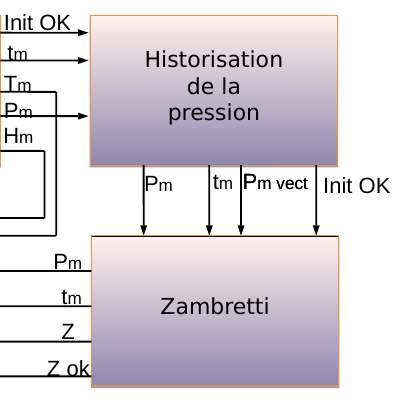 Init OK
tm
Tm
Pm
Hm
Historisation
de la
pression
Pm
tm
Pm vect
Init OK
Pm
tm
Z
Z ok
Zambretti